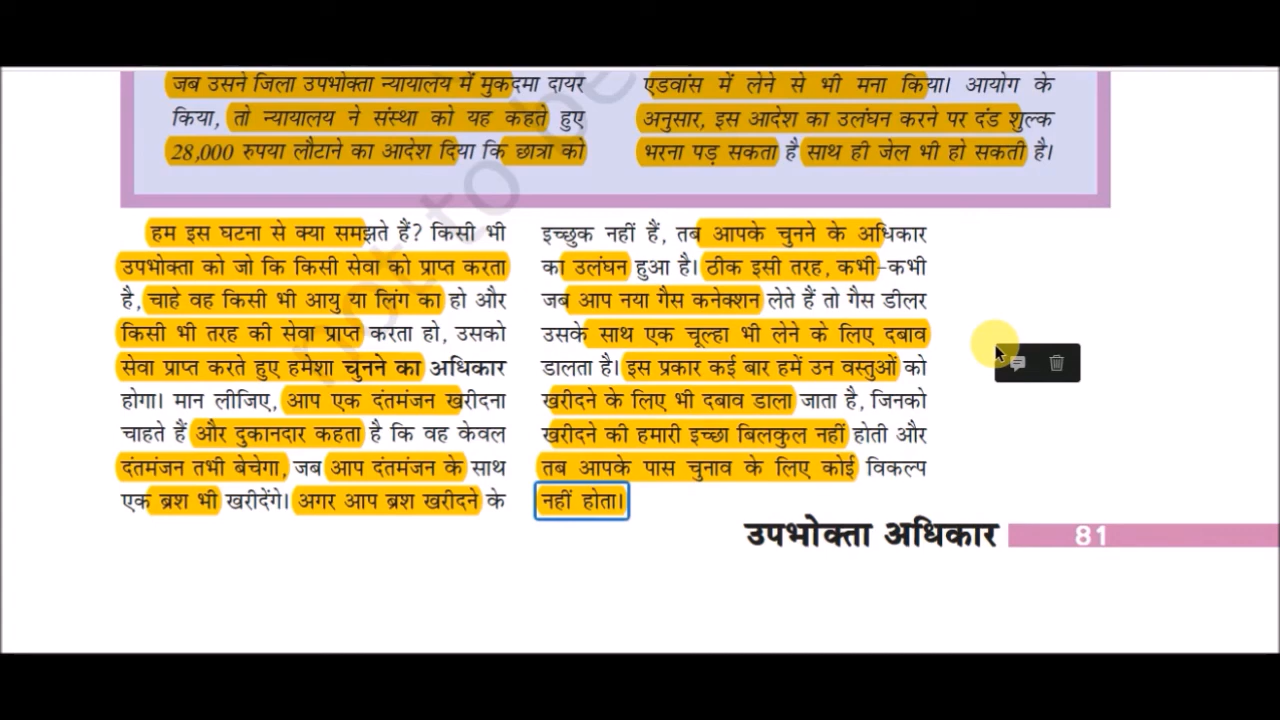 जब उसने जिला उपभोक्ता न्यायालय में मुकदमा दायर
किया, तो न्यायालय ने संस्था को यह कहते हुए
28,000 रुपया लौटाने का आदेश दिया कि छात्रा को
एडवांस में लेने से भी मना किया। आयोग के
अनुसार, इस आदेश का उलंघन करने पर दंड शुल्क
भरना पड़ सकता है साथ ही जेल भी हो सकती है।
हम इस घटना से क्या समझते हैं? किसी भी
उपभोक्ता को जो कि किसी सेवा को प्राप्त करता
है, चाहे वह किसी भी आयु या लिंग का हो और
किसी भी तरह की सेवा प्राप्त करता हो, उसको
सेवा प्राप्त करते हुए हमेशा चुनने का अधिकार
होगा। मान लीजिए, आप एक दंतमंजन खरीदना
चाहते हैं और दुकानदार कहता है कि वह केवल
दंतमंजन तभी बेचेगा, जब आप दंतमंजन के साथ
एक ब्रश भी खरीदेंगे। अगर आप ब्रश खरीदने के
इच्छुक नहीं हैं, तब आपके चुनने के अधिकार
का उलंघन हुआ है। ठीक इसी तरह, कभी-कभी
जब आप नया गैस कनेक्शन लेते हैं तो गैस डीलर
उसके साथ एक चूल्हा भी लेने के लिए दबाव
डालता है। इस प्रकार कई बार हमें उन वस्तुओं को
खरीदने के लिए भी दबाव डाला जाता है, जिनको
खरीदने की हमारी इच्छा बिलकुल नहीं होती और
तब आपके पास चुनाव के लिए कोई विकल्प
नहीं होता।
उपभोक्ता अधिकार 81
not to be